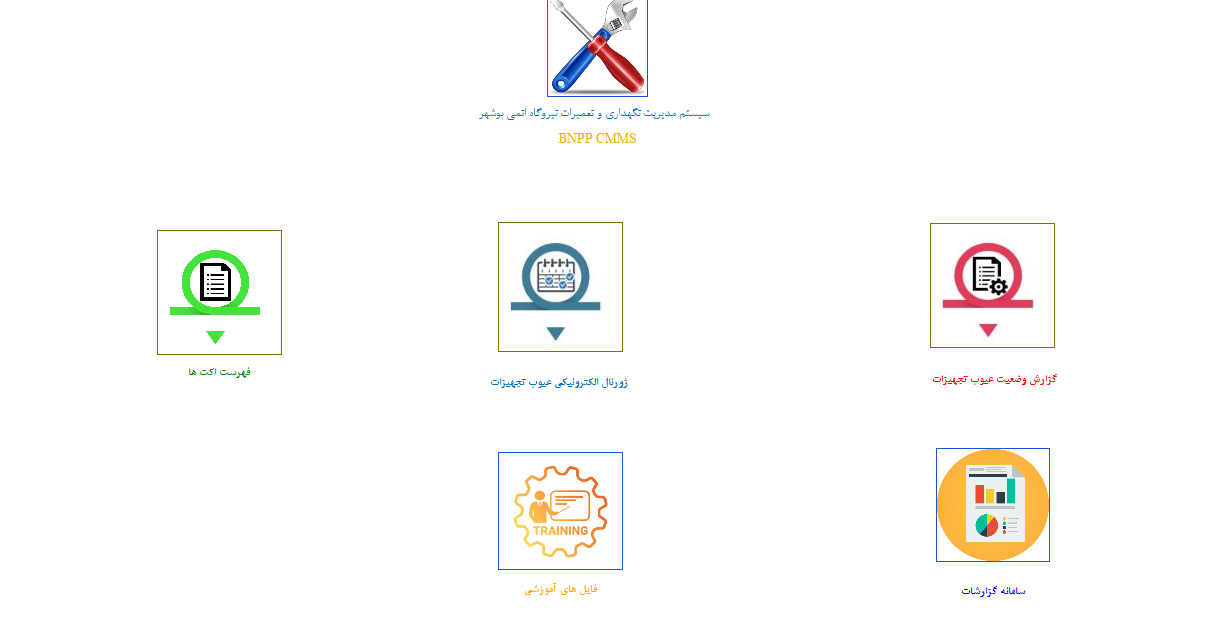 سیستم مدیریت نگهداری و تعمیرات نیروگاه اتمی بوشهر
BNPP CMMS
گزارش وضعیت عیوب تجهیزات
ژورنال الکترونیکی عیوب تجهیزات
فهرست اکت ها
سامانه گزارشات
TRAINING
فایل های آموزشی